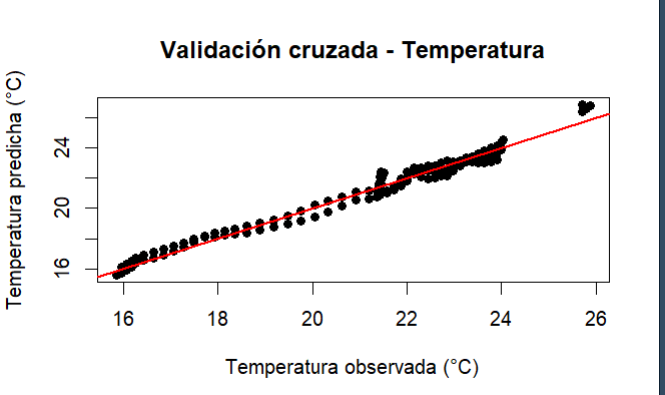 Validación cruzada - Temperatura
Temperatura predicha (°C)
24
20
16
16 18 20 22 24 26
Temperatura observada (°C)